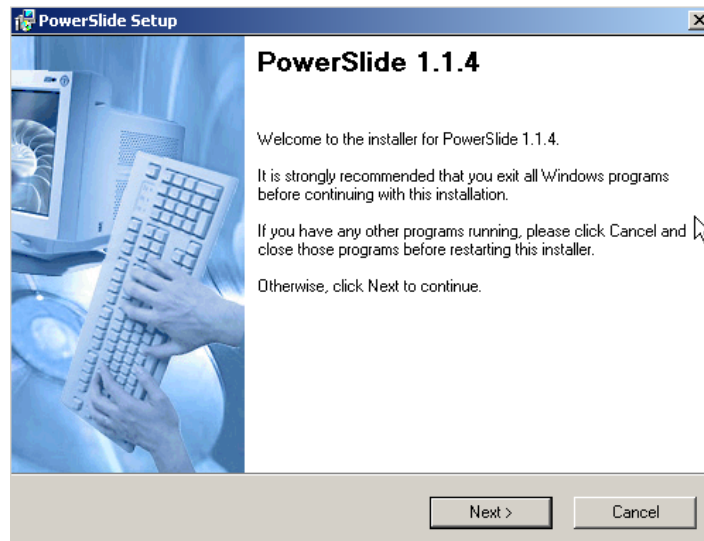 PowerSlide Setup
PowerSlide 1.1.4
Welcome to the installer for PowerSlide 1.1.4.
It is strongly recommended that you exit all Windows programs
before continuing with this installation.
If you have any other programs running, please click Cancel and
close those programs before restarting this installer.
Otherwise, click Next to continue.
Next >
Cancel